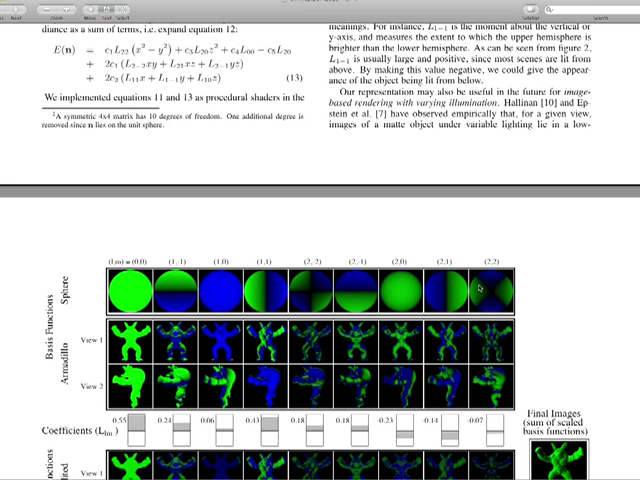 diance as a sum of terms, i.e. expand equation 12:
E(n) = c₁L₂₂ (x² − y²) + c₃L₂₀z² + c₄L₀₀ − c₅L₂₀
+ 2c₁ (L₂₋₂xy + L₂₁xz + L₂₋₁yz)
+ 2c₂ (L₁₁x + L₁₋₁y + L₁₀z) (13)
We implemented equations 11 and 13 as procedural shaders in the
²A symmetric 4x4 matrix has 10 degrees of freedom. One additional degree is
removed since n lies on the unit sphere.
meanings. For instance, L₁₋₁ is the moment about the vertical or
y-axis, and measures the extent to which the upper hemisphere is
brighter than the lower hemisphere. As can be seen from figure 2,
L₁₋₁ is usually large and positive, since most scenes are lit from
above. By making this value negative, we could give the appear-
ance of the object being lit from below.
Our representation may also be useful in the future for image-
based rendering with varying illumination. Hallinan [10] and Ep-
stein et al. [7] have observed empirically that, for a given view,
images of a matte object under variable lighting lie in a low-
(l,m) = (0,0) (1,-1) (1,0) (1,1) (2,-2) (2,-1) (2,0) (2,1) (2,2)
Basis Functions
Sphere
Armadillo
View 1
View 2
Coefficients (Llm )
0.55 0.24 0.06 0.43 0.18 0.18 -0.23 -0.14 -0.07
Final Images
(sum of scaled
basis functions)
View 1